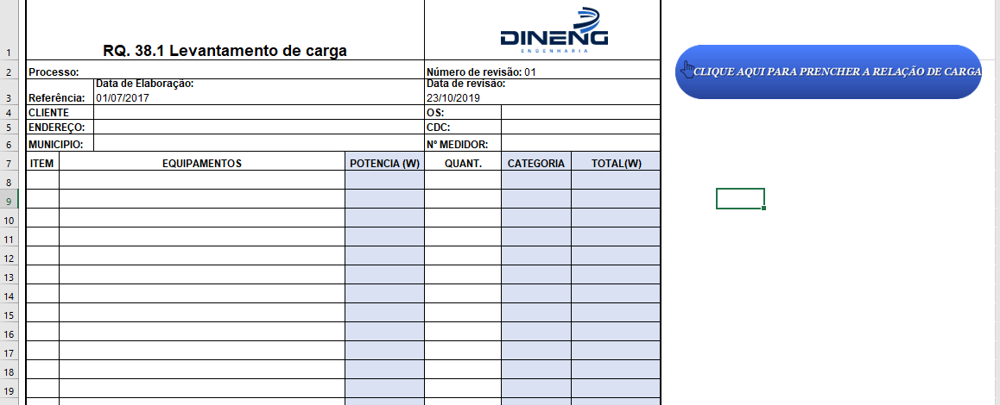 DINENG
ENGENHARIA
1 RQ. 38.1 Levantamento de carga
CLIQUE AQUI PARA PRENCHER A RELAÇÃO DE CARGA
2 Processo: Número de revisão: 01
Data de Elaboração: Data de revisão:
3 Referência: 01/07/2017 23/10/2019
4 CLIENTE OS:
5 ENDEREÇO: CDC:
6 MUNICIPIO: Nº MEDIDOR:
7 ITEM EQUIPAMENTOS POTENCIA (W) QUANT. CATEGORIA TOTAL(W)
8
9
10
11
12
13
14
15
16
17
18
19